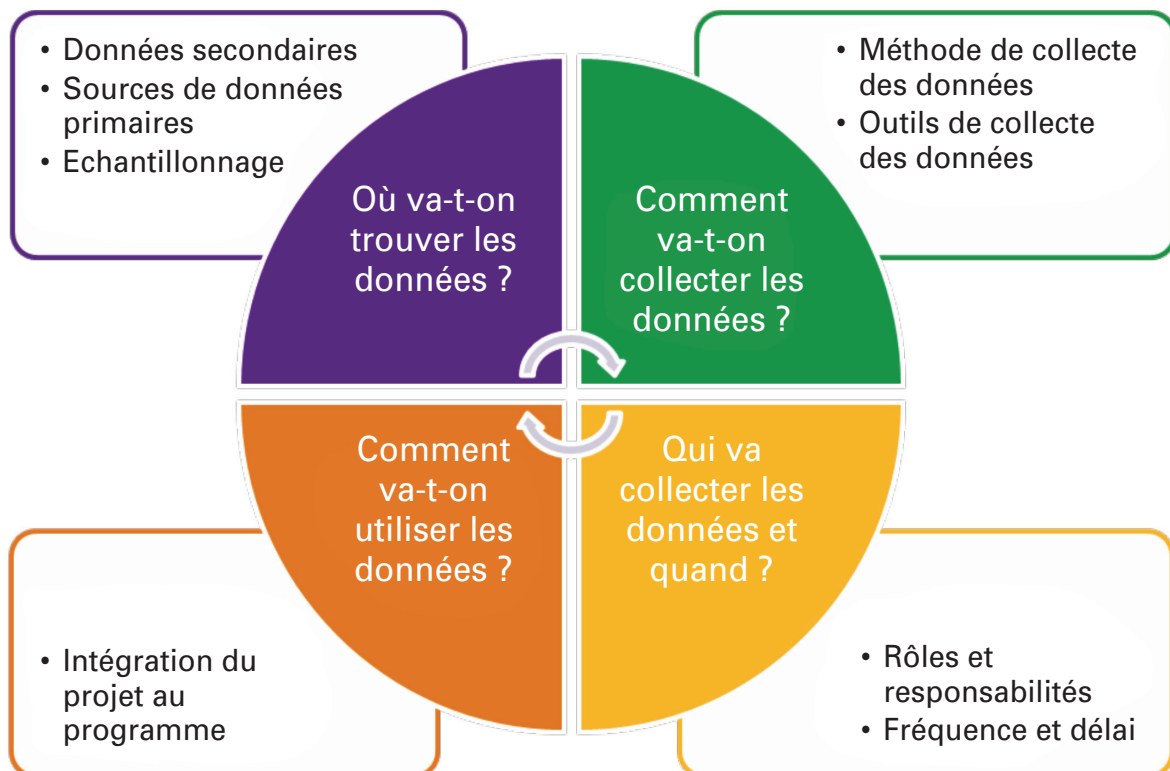 • Données secondaires
• Sources de données
primaires
• Echantillonnage
Où va-t-on
trouver les
données ?
• Méthode de collecte
des données
• Outils de collecte
des données
Comment
va-t-on
collecter les
données ?
Comment
va-t-on
utiliser les
données ?
• Intégration du
projet au
programme
Qui va
collecter les
données et
quand ?
• Rôles et
responsabilités
• Fréquence et délai